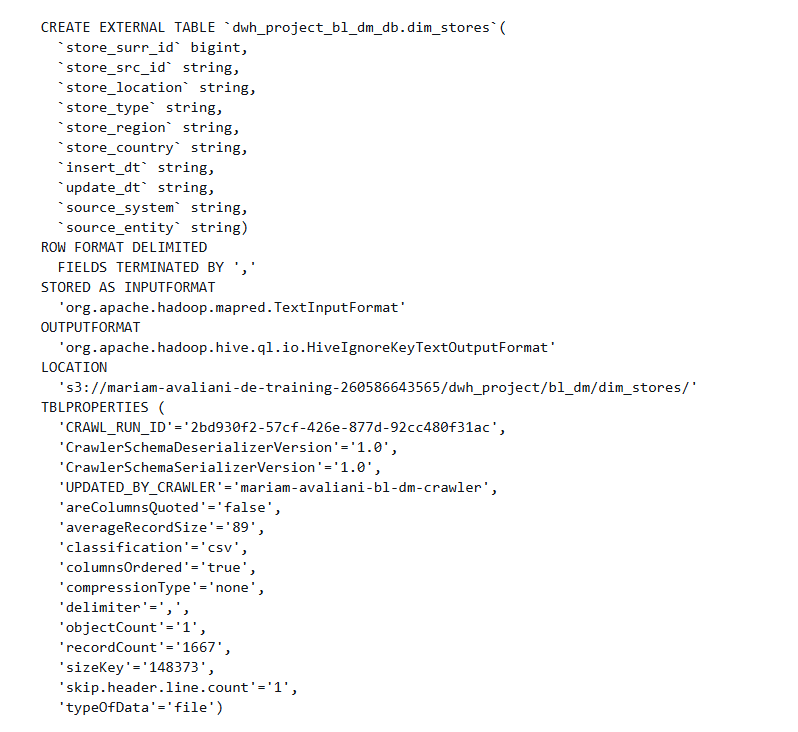 CREATE EXTERNAL TABLE `dwh_project_bl_dm_db.dim_stores`(
  `store_surr_id` bigint,
  `store_src_id` string,
  `store_location` string,
  `store_type` string,
  `store_region` string,
  `store_country` string,
  `insert_dt` string,
  `update_dt` string,
  `source_system` string,
  `source_entity` string)
ROW FORMAT DELIMITED
  FIELDS TERMINATED BY ','
STORED AS INPUTFORMAT
  'org.apache.hadoop.mapred.TextInputFormat'
OUTPUTFORMAT
  'org.apache.hadoop.hive.ql.io.HiveIgnoreKeyTextOutputFormat'
LOCATION
  's3://mariam-avaliani-de-training-260586643565/dwh_project/bl_dm/dim_stores/'
TBLPROPERTIES (
  'CRAWL_RUN_ID'='2bd930f2-57cf-426e-877d-92cc480f31ac',
  'CrawlerSchemaDeserializerVersion'='1.0',
  'CrawlerSchemaSerializerVersion'='1.0',
  'UPDATED_BY_CRAWLER'='mariam-avaliani-bl-dm-crawler',
  'areColumnsQuoted'='false',
  'averageRecordSize'='89',
  'classification'='csv',
  'columnsOrdered'='true',
  'compressionType'='none',
  'delimiter'=',',
  'objectCount'='1',
  'recordCount'='1667',
  'sizeKey'='148373',
  'skip.header.line.count'='1',
  'typeOfData'='file')